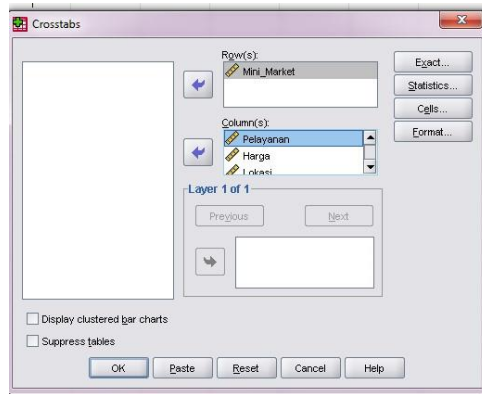 Crosstabs
Row(s):
Mini_Market
Column(s):
Pelayanan
Harga
Lokasi
Layer 1 of 1
Previous
Next
Exact...
Statistics...
Cells...
Format...
Display clustered bar charts
Suppress tables
OK
Paste
Reset
Cancel
Help